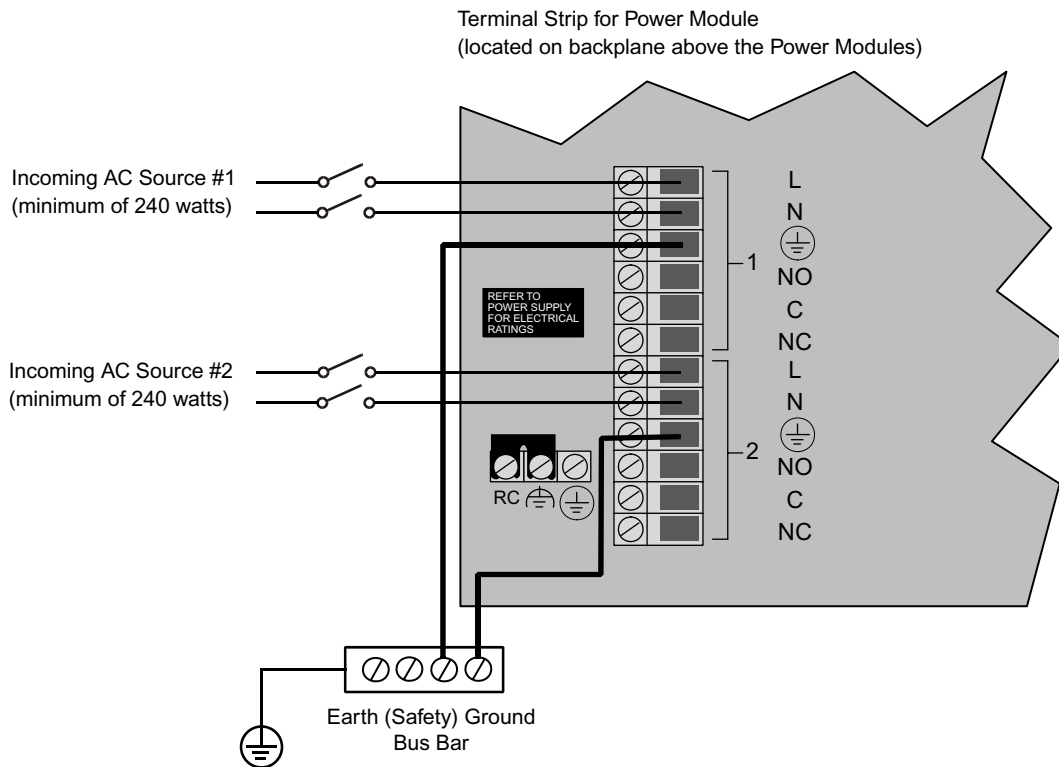 Terminal Strip for Power Module
(located on backplane above the Power Modules)
Incoming AC Source #1
(minimum of 240 watts)
L
N
1
NO
C
NC
REFER TO
POWER SUPPLY
FOR ELECTRICAL
RATINGS
Incoming AC Source #2
(minimum of 240 watts)
L
N
2
NO
C
NC
RC
Earth (Safety) Ground
Bus Bar